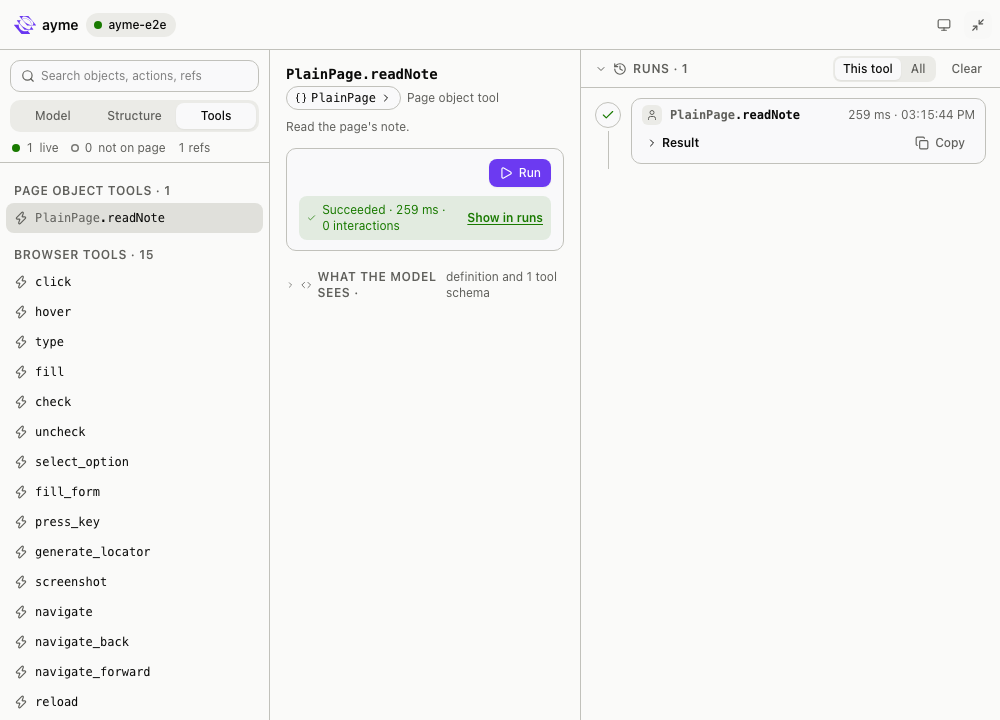 ayme
ayme-e2e
Search objects, actions, refs
Model Structure Tools
1 live 0 not on page 1 refs
PAGE OBJECT TOOLS · 1
PlainPage.readNote
BROWSER TOOLS · 15
click
hover
type
fill
check
uncheck
select_option
fill_form
press_key
generate_locator
screenshot
navigate
navigate_back
navigate_forward
reload
PlainPage.readNote
{} PlainPage
Page object tool
Read the page's note.
Run
Succeeded · 259 ms ·
0 interactions
Show in runs
WHAT THE MODEL
SEES ·
definition and 1 tool
schema
RUNS · 1
This tool All
Clear
PlainPage.readNote
259 ms · 03:15:44 PM
Result
Copy